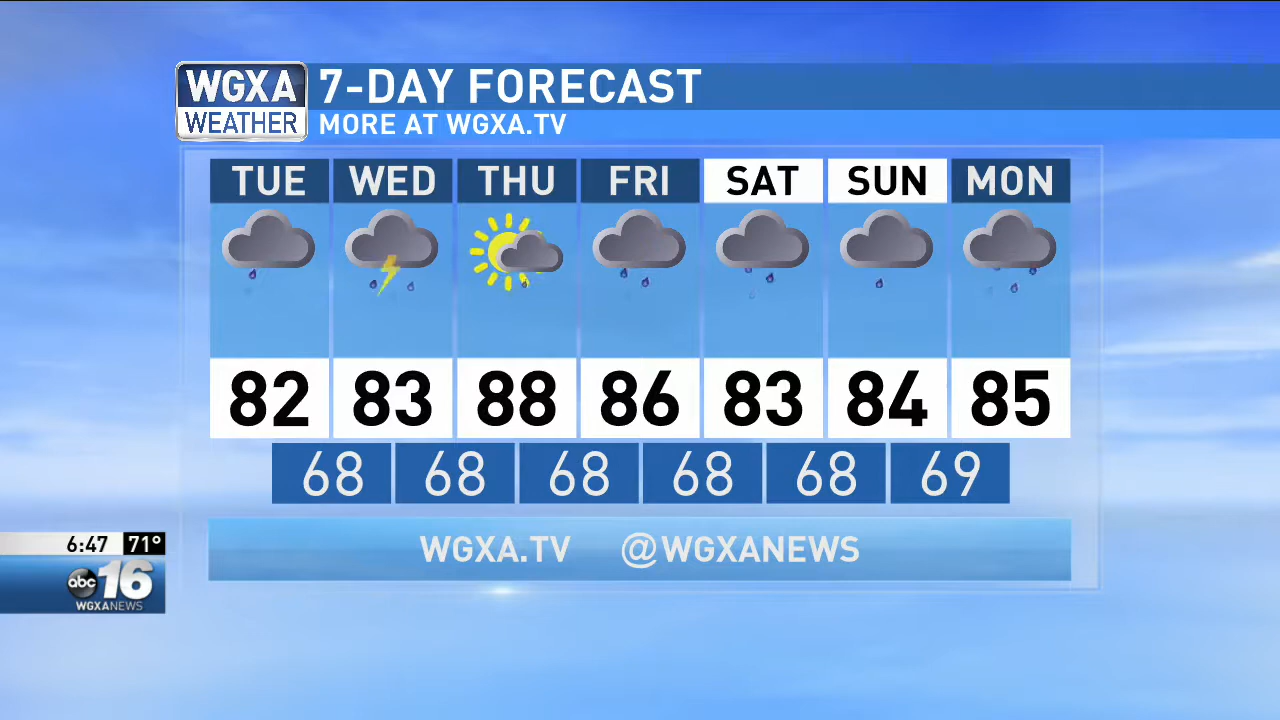 WGXA
WEATHER
7-DAY FORECAST
MORE AT WGXA.TV
TUE WED THU FRI SAT SUN MON
82 83 88 86 83 84 85
68 68 68 68 68 69
WGXA.TV @WGXANEWS
6:47 71°
abc 16
WGXANEWS